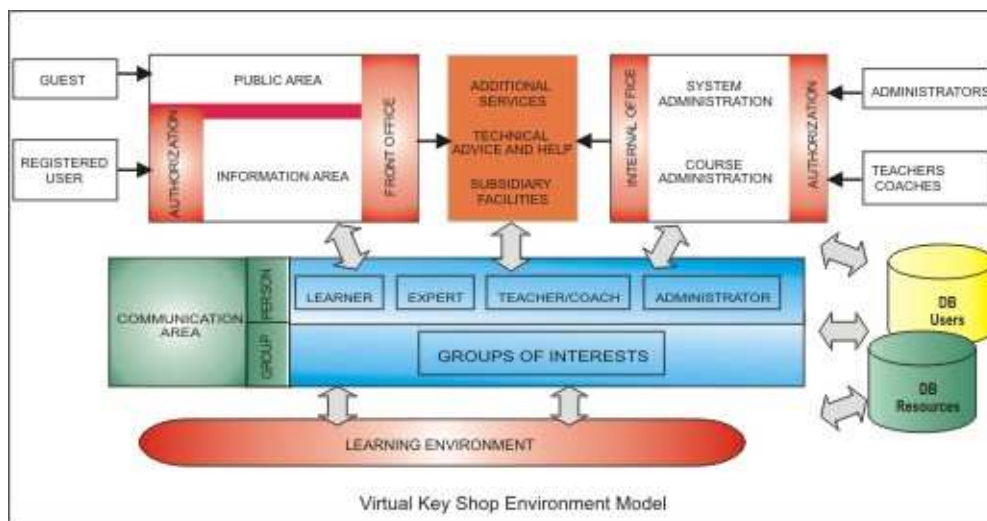 GUEST
REGISTERED
USER
PUBLIC AREA
AUTHORIZATION
INFORMATION AREA
FRONT OFFICE
ADDITIONAL
SERVICES
TECHNICAL
ADVICE AND HELP
SUBSIDIARY
FACILITIES
INTERNAL OFFICE
SYSTEM
ADMINISTRATION
COURSE
ADMINISTRATION
AUTHORIZATION
ADMINISTRATORS
TEACHERS
COACHES
COMMUNICATION
AREA
PERSON
GROUP
LEARNER
EXPERT
TEACHER/COACH
ADMINISTRATOR
GROUPS OF INTERESTS
DB
Users
DB
Resources
LEARNING ENVIRONMENT
Virtual Key Shop Environment Model